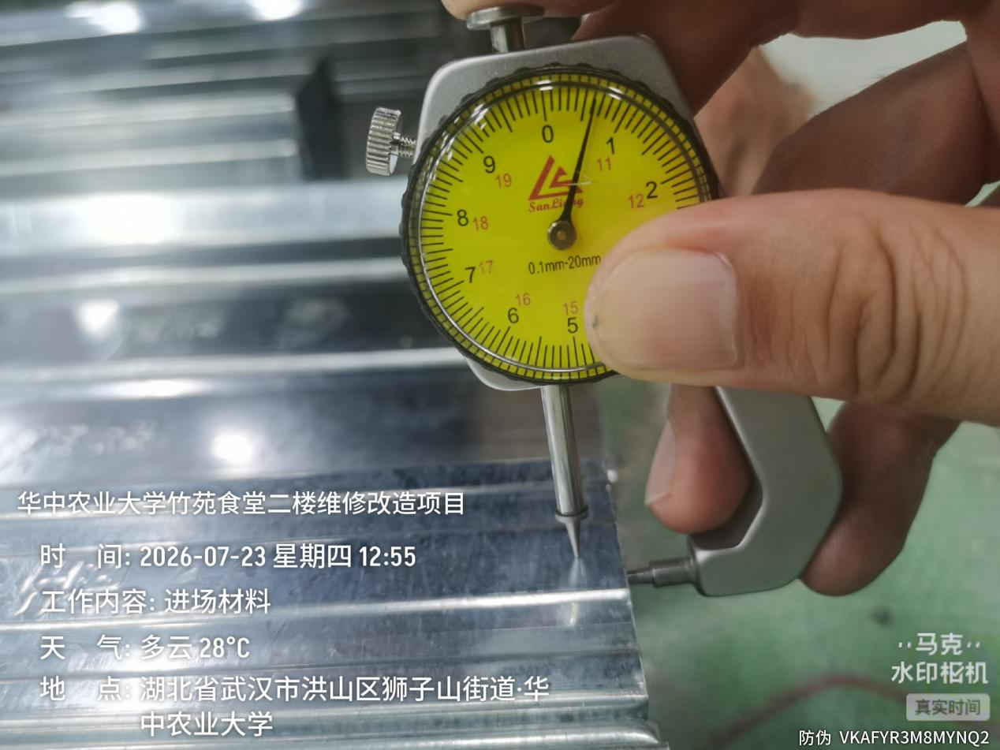 0
1
2
5
6
7
8
9
11
12
15
16
17
18
19
SanLiang
0.1mm-20mm
华中农业大学竹苑食堂二楼维修改造项目
时 间: 2026-07-23 星期四 12:55
工作内容: 进场材料
天 气: 多云 28°C
地 点: 湖北省武汉市洪山区狮子山街道·华
中农业大学
马克
水印相机
真实时间
防伪 VKAFYR3M8MYNQ2